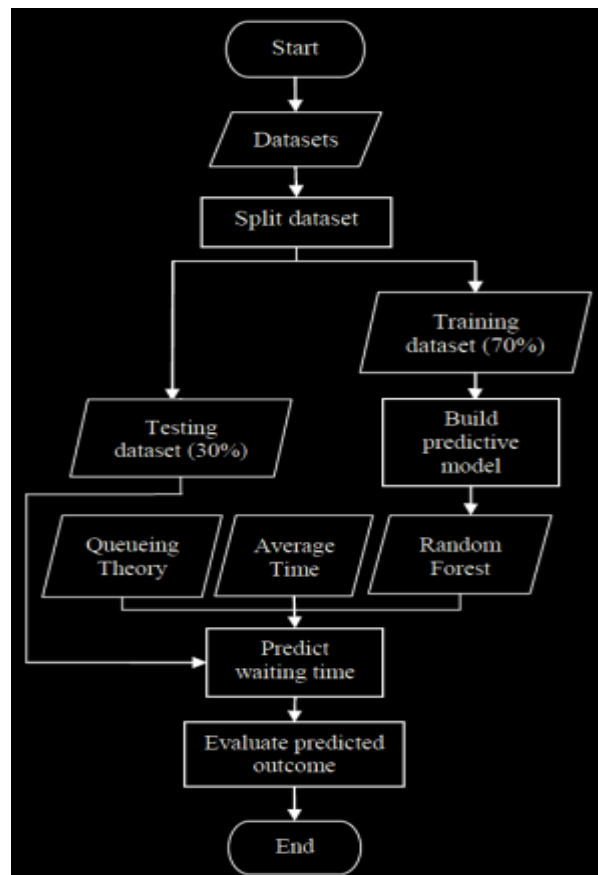 Start
Datasets
Split dataset
Training
dataset (70%)
Testing
dataset (30%)
Build
predictive
model
Queueing
Theory
Average
Time
Random
Forest
Predict
waiting time
Evaluate predicted
outcome
End